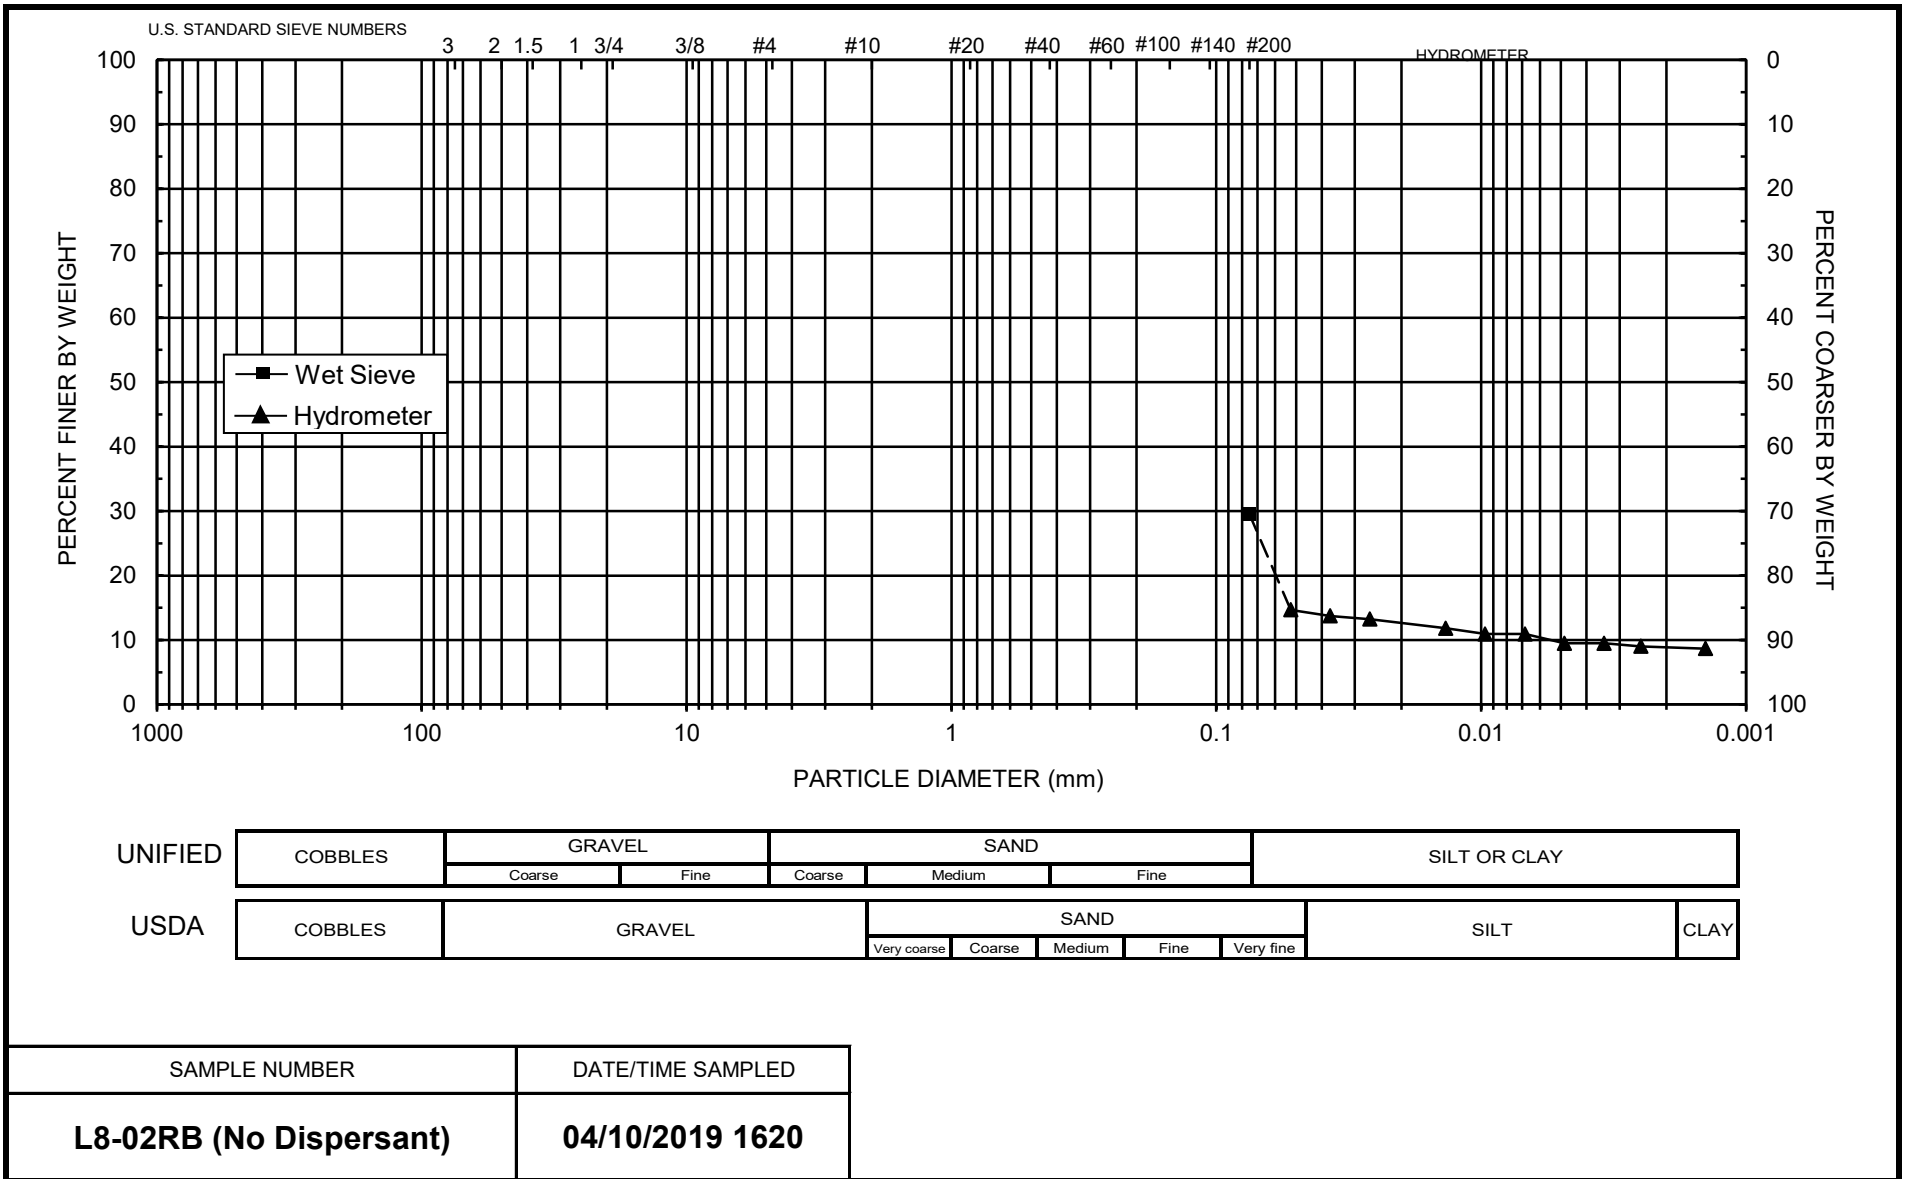 U.S. STANDARD SIEVE NUMBERS
3 2 1.5 1 3/4 3/8 #4 #10 #20 #40 #60 #100 #140 #200
HYDROMETER
100 0
90 10
80 20
70 30
60 40
50 50
40 60
30 70
20 80
10 90
0 100
PERCENT FINER BY WEIGHT
PERCENT COARSER BY WEIGHT
Wet Sieve
Hydrometer
1000 100 10 1 0.1 0.01 0.001
PARTICLE DIAMETER (mm)
UNIFIED
COBBLES GRAVEL SAND SILT OR CLAY
Coarse Fine Coarse Medium Fine
USDA
COBBLES GRAVEL SAND SILT CLAY
Very coarse Coarse Medium Fine Very fine
SAMPLE NUMBER DATE/TIME SAMPLED
L8-02RB (No Dispersant) 04/10/2019 1620